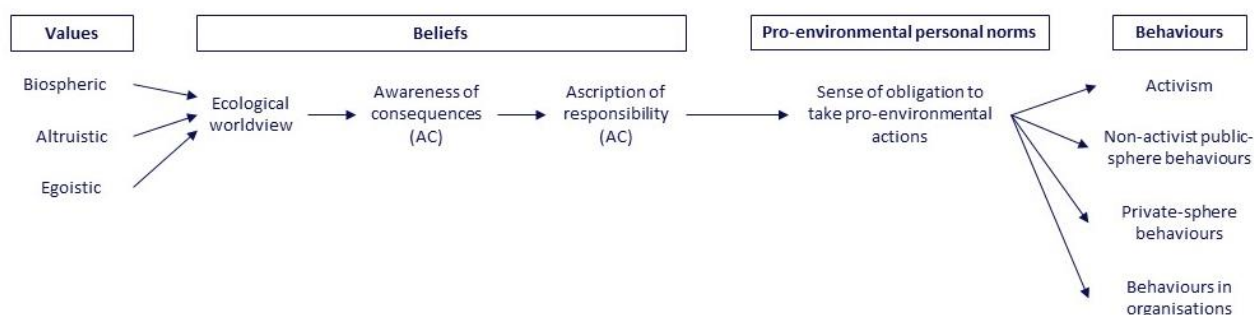 Values
Beliefs
Pro-environmental personal norms
Behaviours
Biospheric
Altruistic
Egoistic
Ecological
worldview
Awareness of
consequences
(AC)
Ascription of
responsibility
(AC)
Sense of obligation to
take pro-environmental
actions
Activism
Non-activist public-
sphere behaviours
Private-sphere
behaviours
Behaviours in
organisations